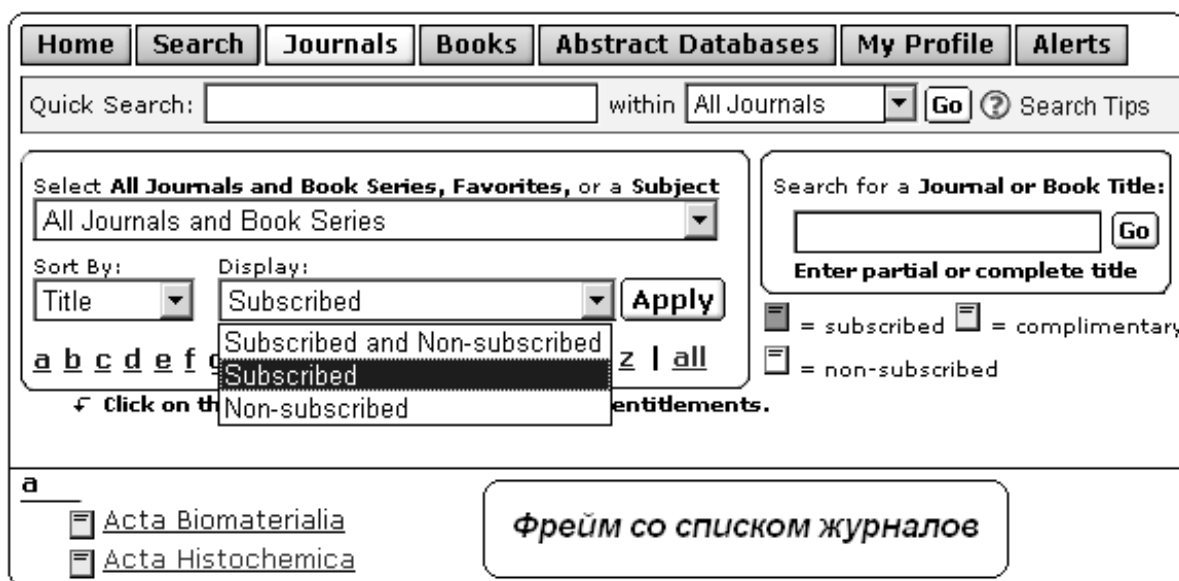 Home Search Journals Books Abstract Databases My Profile Alerts
Quick Search: within All Journals Go ? Search Tips
Select All Journals and Book Series, Favorites, or a Subject
All Journals and Book Series
Sort By: Display:
Title Subscribed Apply
Subscribed and Non-subscribed
Subscribed
Non-subscribed
a b c d e f z | all
Click on entitlements.
Search for a Journal or Book Title:
Go
Enter partial or complete title
= subscribed = complimentary
= non-subscribed
a
Acta Biomaterialia
Acta Histochemica
Фрейм со списком журналов